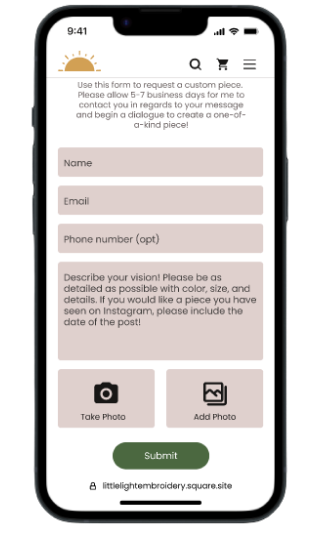 9:41
Use this form to request a custom piece.
Please allow 5-7 business days for me to
contact you in regards to your message
and begin a dialogue to create a one-of-
a-kind piece!
Name
Email
Phone number (opt)
Describe your vision! Please be as
detailed as possible with color, size, and
details. If you would like a piece you have
seen on Instagram, please include the
date of the post!
Take Photo
Add Photo
Submit
littlelightembroidery.square.site